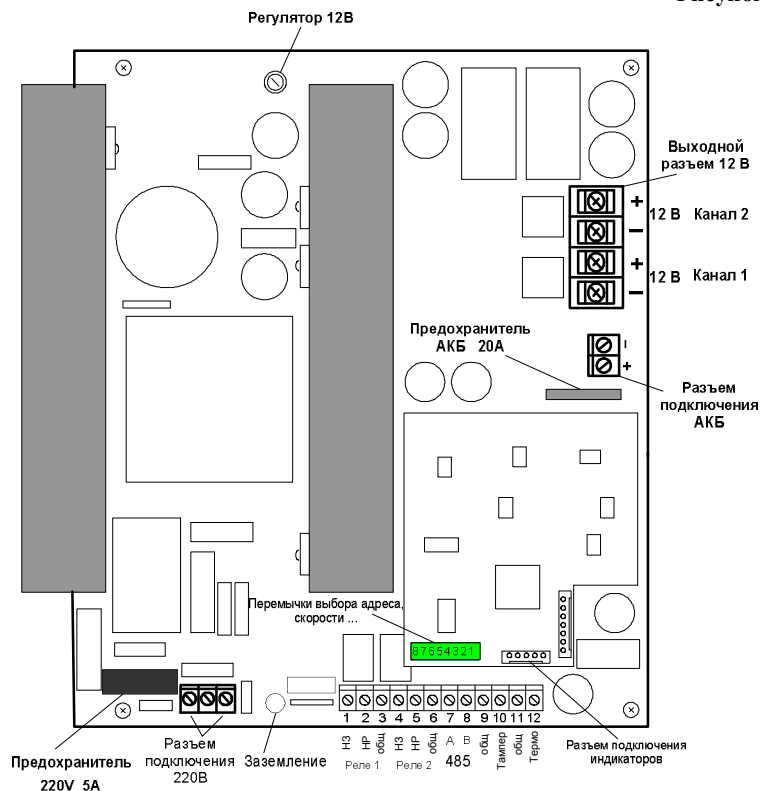 Регулятор 12В
Выходной
разъем 12 В
+
12 В Канал 2
−
+
12 В Канал 1
−
Предохранитель
АКБ 20А
−
+
Разъем
подключения
АКБ
Перемычки выбора адреса,
скорости ...
87654321
1 2 3 4 5 6 7 8 9 10 11 12
НЗ НР общ НЗ НР общ А В общ Тампер общ Термо
Реле 1 Реле 2 485
Разъем подключения
индикаторов
Предохранитель
220V 5А
Разъем
подключения
220В
Заземление